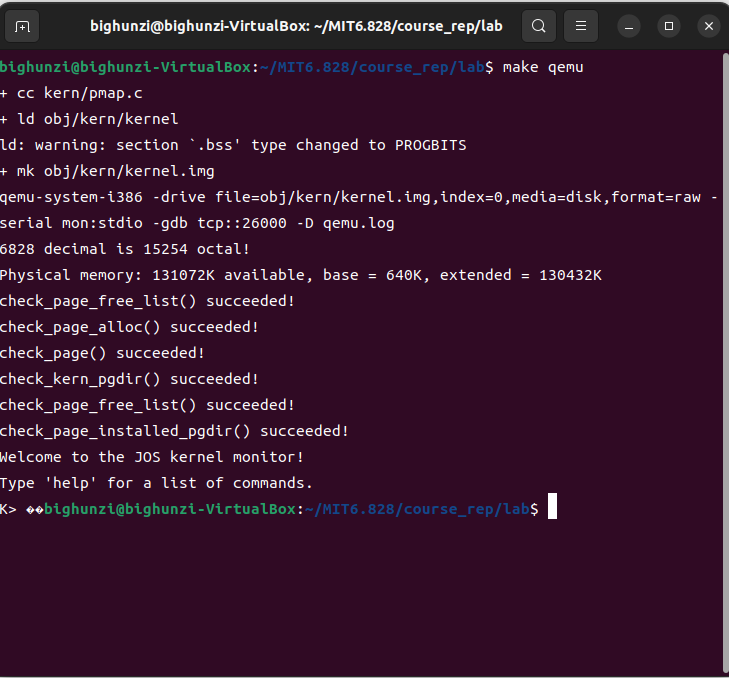 bighunzi@bighunzi-VirtualBox: ~/MIT6.828/course_rep/lab
bighunzi@bighunzi-VirtualBox:~/MIT6.828/course_rep/lab$ make qemu
+ cc kern/pmap.c
+ ld obj/kern/kernel
ld: warning: section `.bss' type changed to PROGBITS
+ mk obj/kern/kernel.img
qemu-system-i386 -drive file=obj/kern/kernel.img,index=0,media=disk,format=raw -
serial mon:stdio -gdb tcp::26000 -D qemu.log
6828 decimal is 15254 octal!
Physical memory: 131072K available, base = 640K, extended = 130432K
check_page_free_list() succeeded!
check_page_alloc() succeeded!
check_page() succeeded!
check_kern_pgdir() succeeded!
check_page_free_list() succeeded!
check_page_installed_pgdir() succeeded!
Welcome to the JOS kernel monitor!
Type 'help' for a list of commands.
K> ��bighunzi@bighunzi-VirtualBox:~/MIT6.828/course_rep/lab$